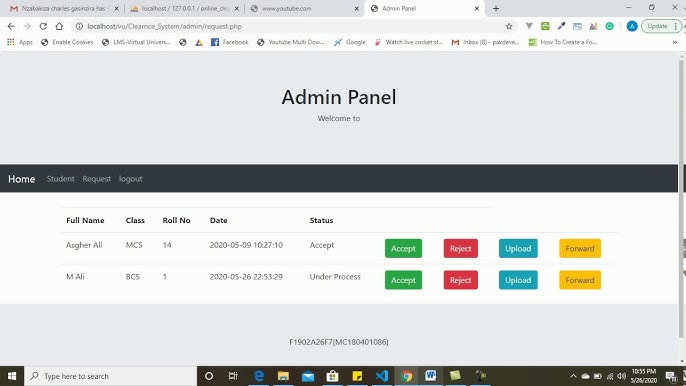 Nzabakiza charles gasirızira has
localhost / 127.0.0.1 / online_clea
www.youtube.com
Admin Panel
localhost/vu/Clearnce_System/admin/request.php
Update
Apps
Enable Cookies
LMS-Virtual Univers...
Facebook
Youtube Multi Dow...
Google
Watch live cricket st...
Inbox (8) - pakdeve...
How To Create a Fo...
Admin Panel
Welcome to
Home Student Request logout
Full Name Class Roll No Date Status
Asgher Ali MCS 14 2020-05-09 10:27:10 Accept Accept Reject Upload Forward
M Ali BCS 1 2020-05-26 22:53:29 Under Process Accept Reject Upload Forward
F1902A26F7(MC180401086)
Type here to search
10:55 PM
5/26/2020